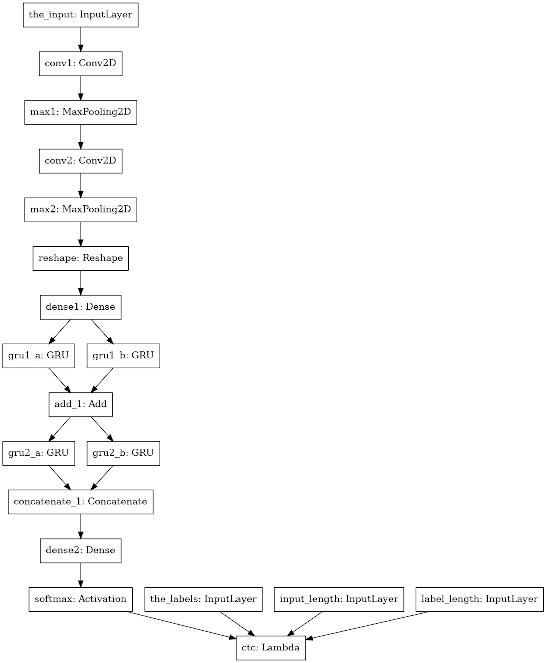 the_input: InputLayer
conv1: Conv2D
max1: MaxPooling2D
conv2: Conv2D
max2: MaxPooling2D
reshape: Reshape
dense1: Dense
gru1_a: GRU
gru1_b: GRU
add_1: Add
gru2_a: GRU
gru2_b: GRU
concatenate_1: Concatenate
dense2: Dense
softmax: Activation
the_labels: InputLayer
input_length: InputLayer
label_length: InputLayer
ctc: Lambda